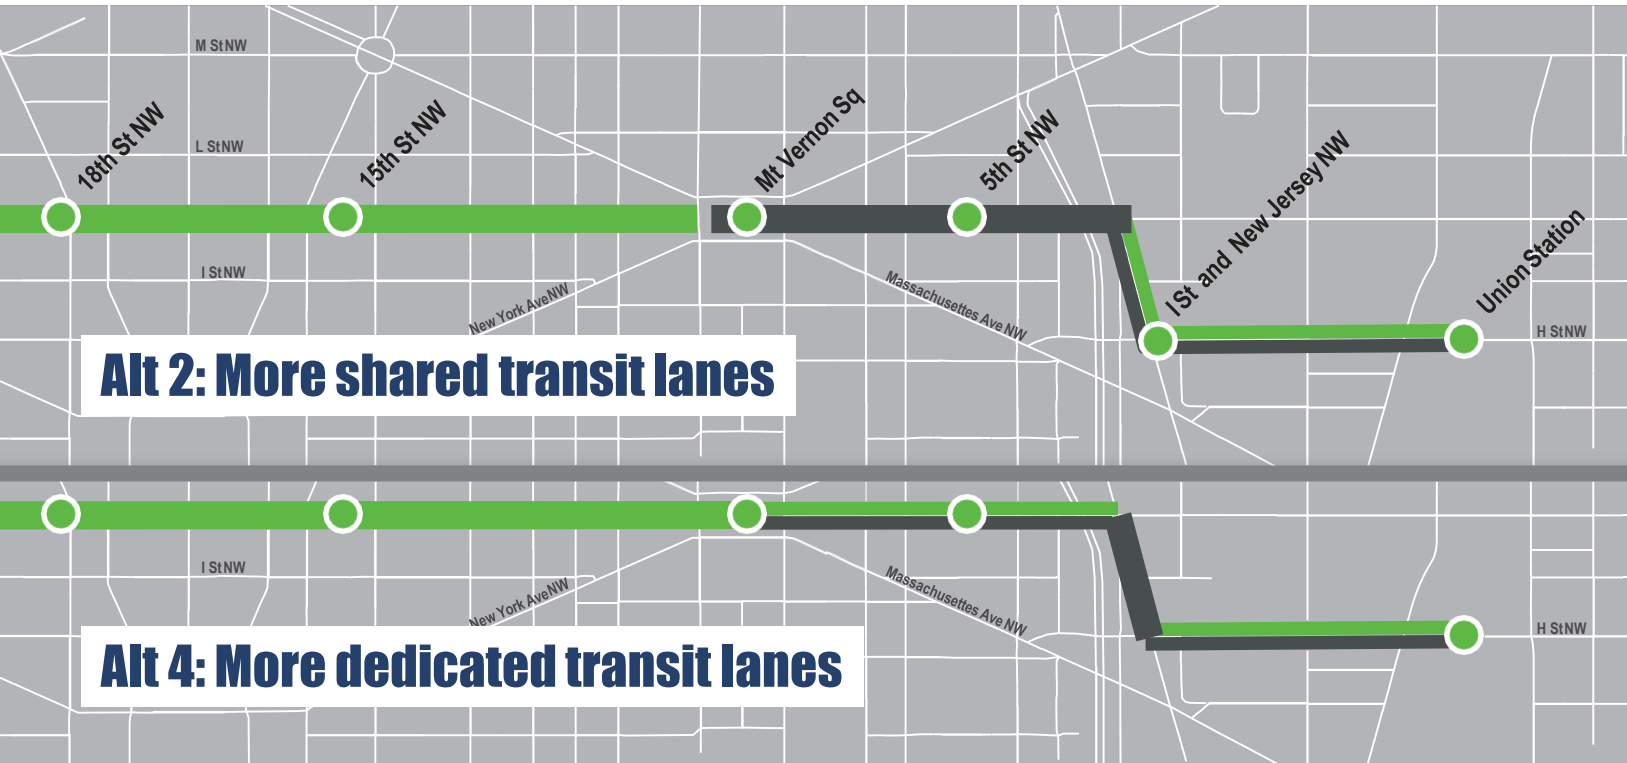 M St NW
18th St NW
15th St NW
Mt Vernon Sq
5th St NW
L St NW
I St and New Jersey NW
Union Station
I St NW
New York Ave NW
Massachusettes Ave NW
H St NW
Alt 2: More shared transit lanes
I St NW
New York Ave NW
Massachusettes Ave NW
H St NW
Alt 4: More dedicated transit lanes